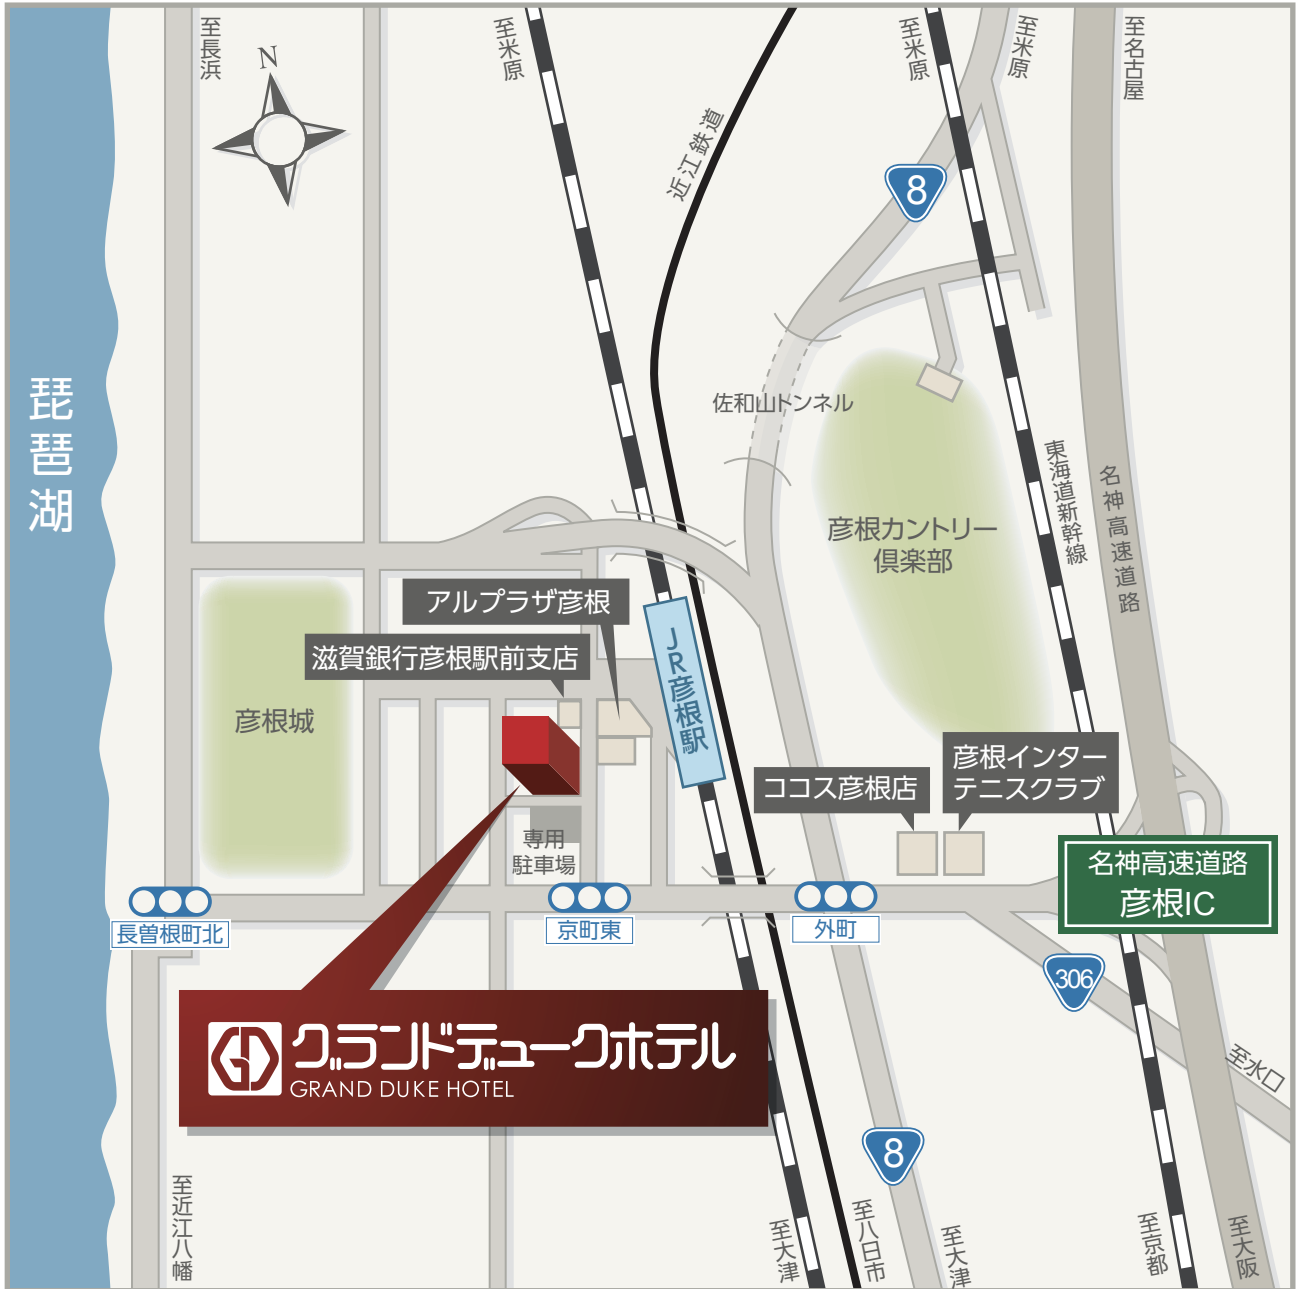 至長浜
N
至米原
近江鉄道
至米原
至米原
至名古屋
8
琵琶湖
佐和山トンネル
東海道新幹線
名神高速道路
彦根カントリー
倶楽部
アルプラザ彦根
滋賀銀行彦根駅前支店
JR彦根駅
彦根城
ココス彦根店
彦根インター
テニスクラブ
専用
駐車場
名神高速道路
彦根IC
長曽根町北
京町東
外町
306
グランドデュークホテル
GRAND DUKE HOTEL
至水口
8
至近江八幡
至大津
至八日市
至大津
至京都
至大阪